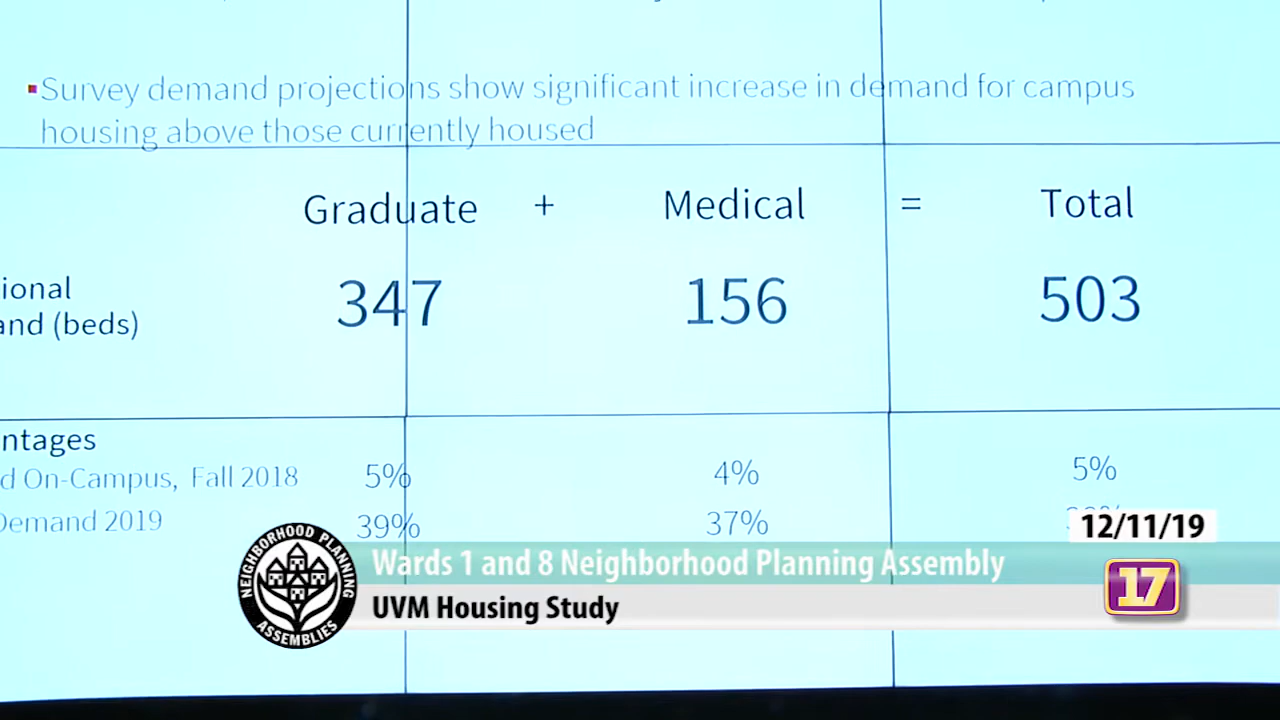 ▪Survey demand projections show significant increase in demand for campus
housing above those currently housed
Graduate + Medical = Total
ional
and (beds) 347 156 503
ntages
d On-Campus, Fall 2018 5% 4% 5%
Demand 2019 39% 37%
12/11/19
Wards 1 and 8 Neighborhood Planning Assembly
17
UVM Housing Study
NEIGHBORHOOD PLANNING
ASSEMBLIES